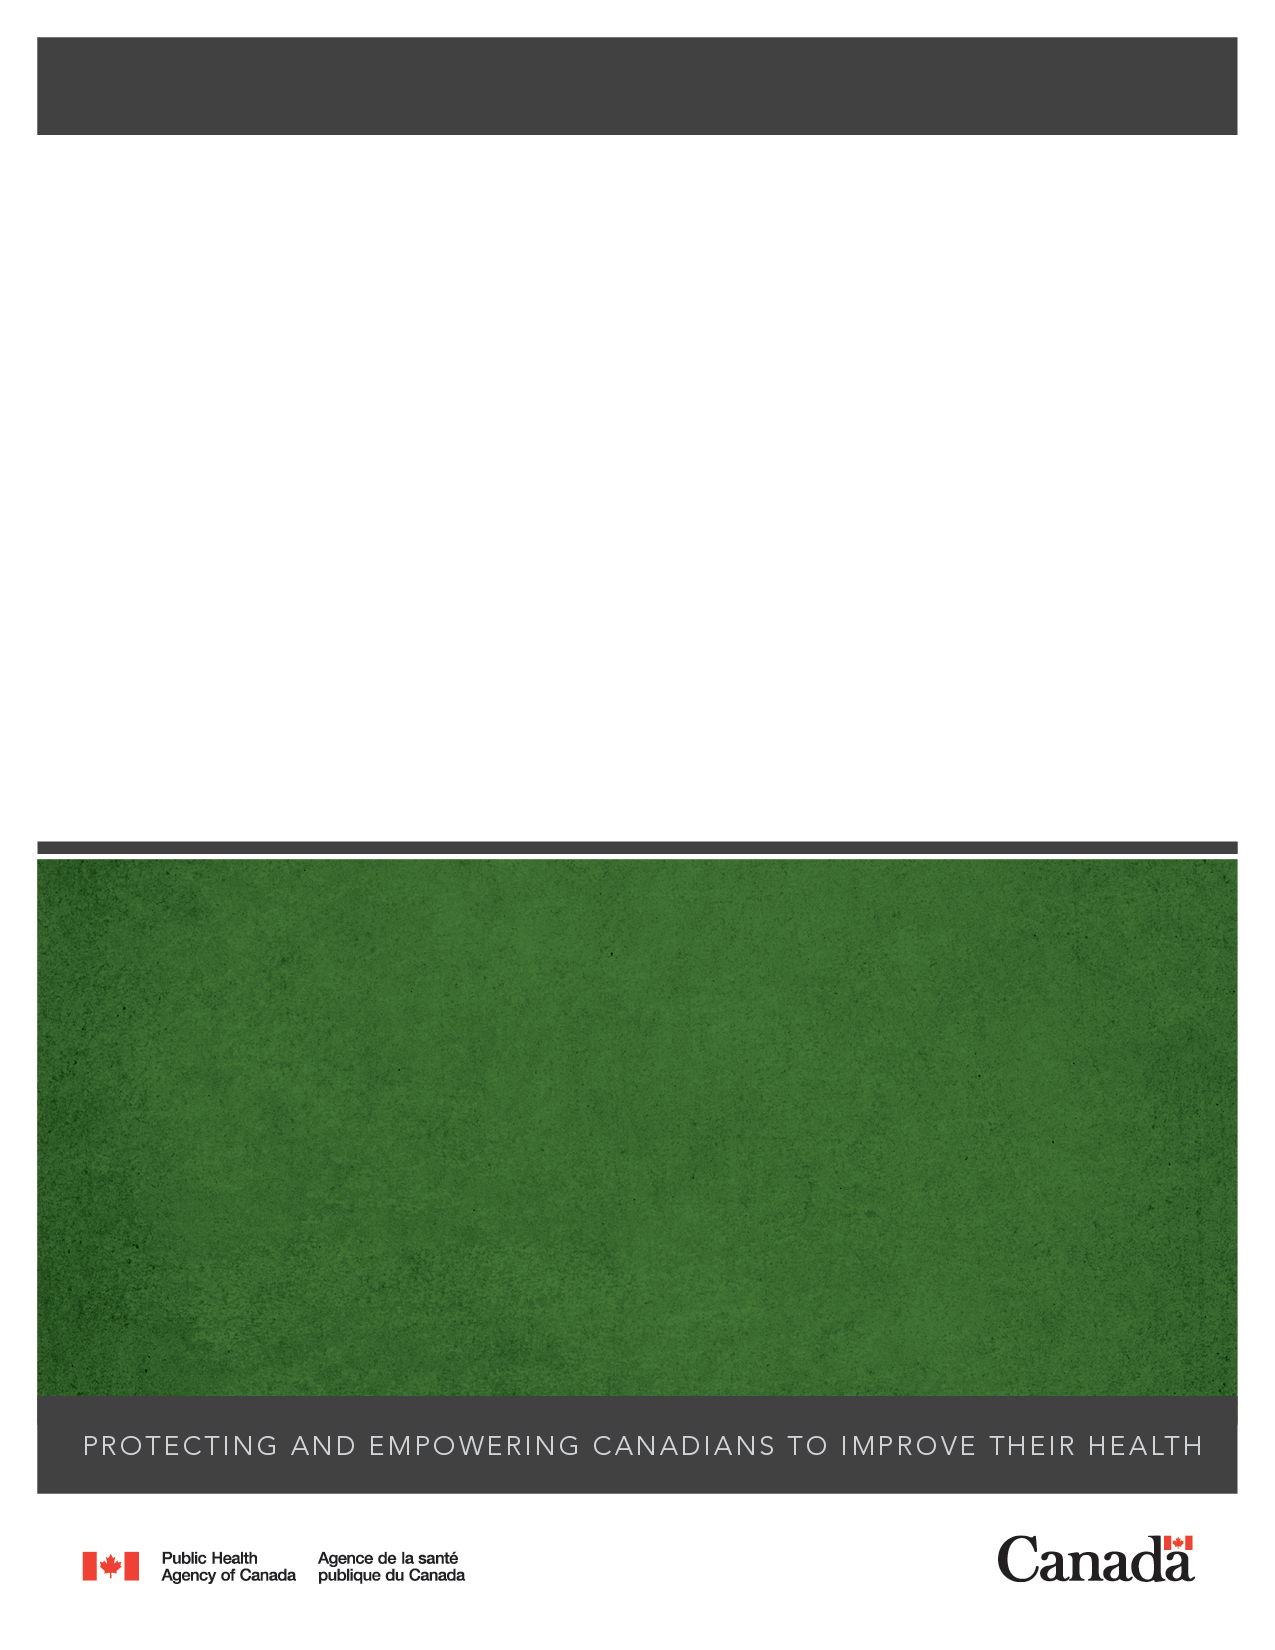 PROTECTING AND EMPOWERING CANADIANS TO IMPROVE THEIR HEALTH
Public Health
Agency of Canada
Agence de la santé
publique du Canada
Canada